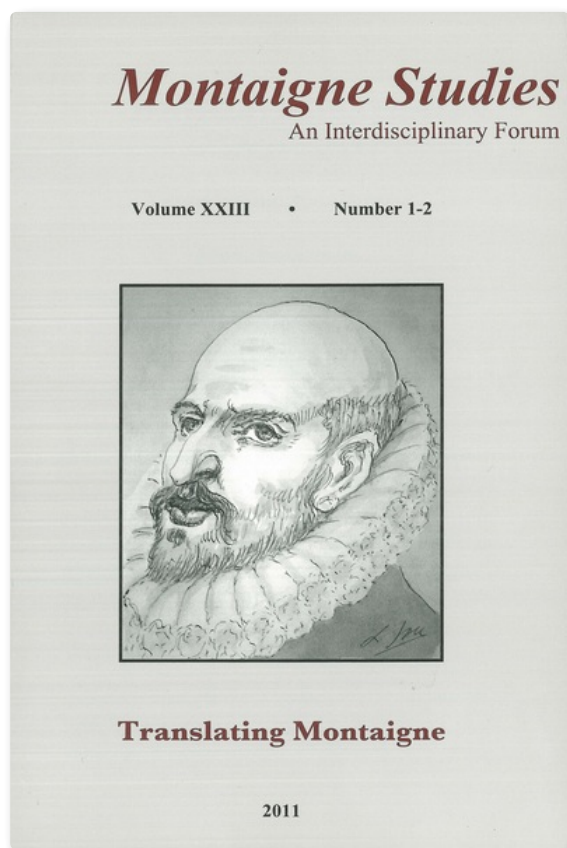 Montaigne Studies
An Interdisciplinary Forum
Volume XXIII • Number 1-2
Translating Montaigne
2011